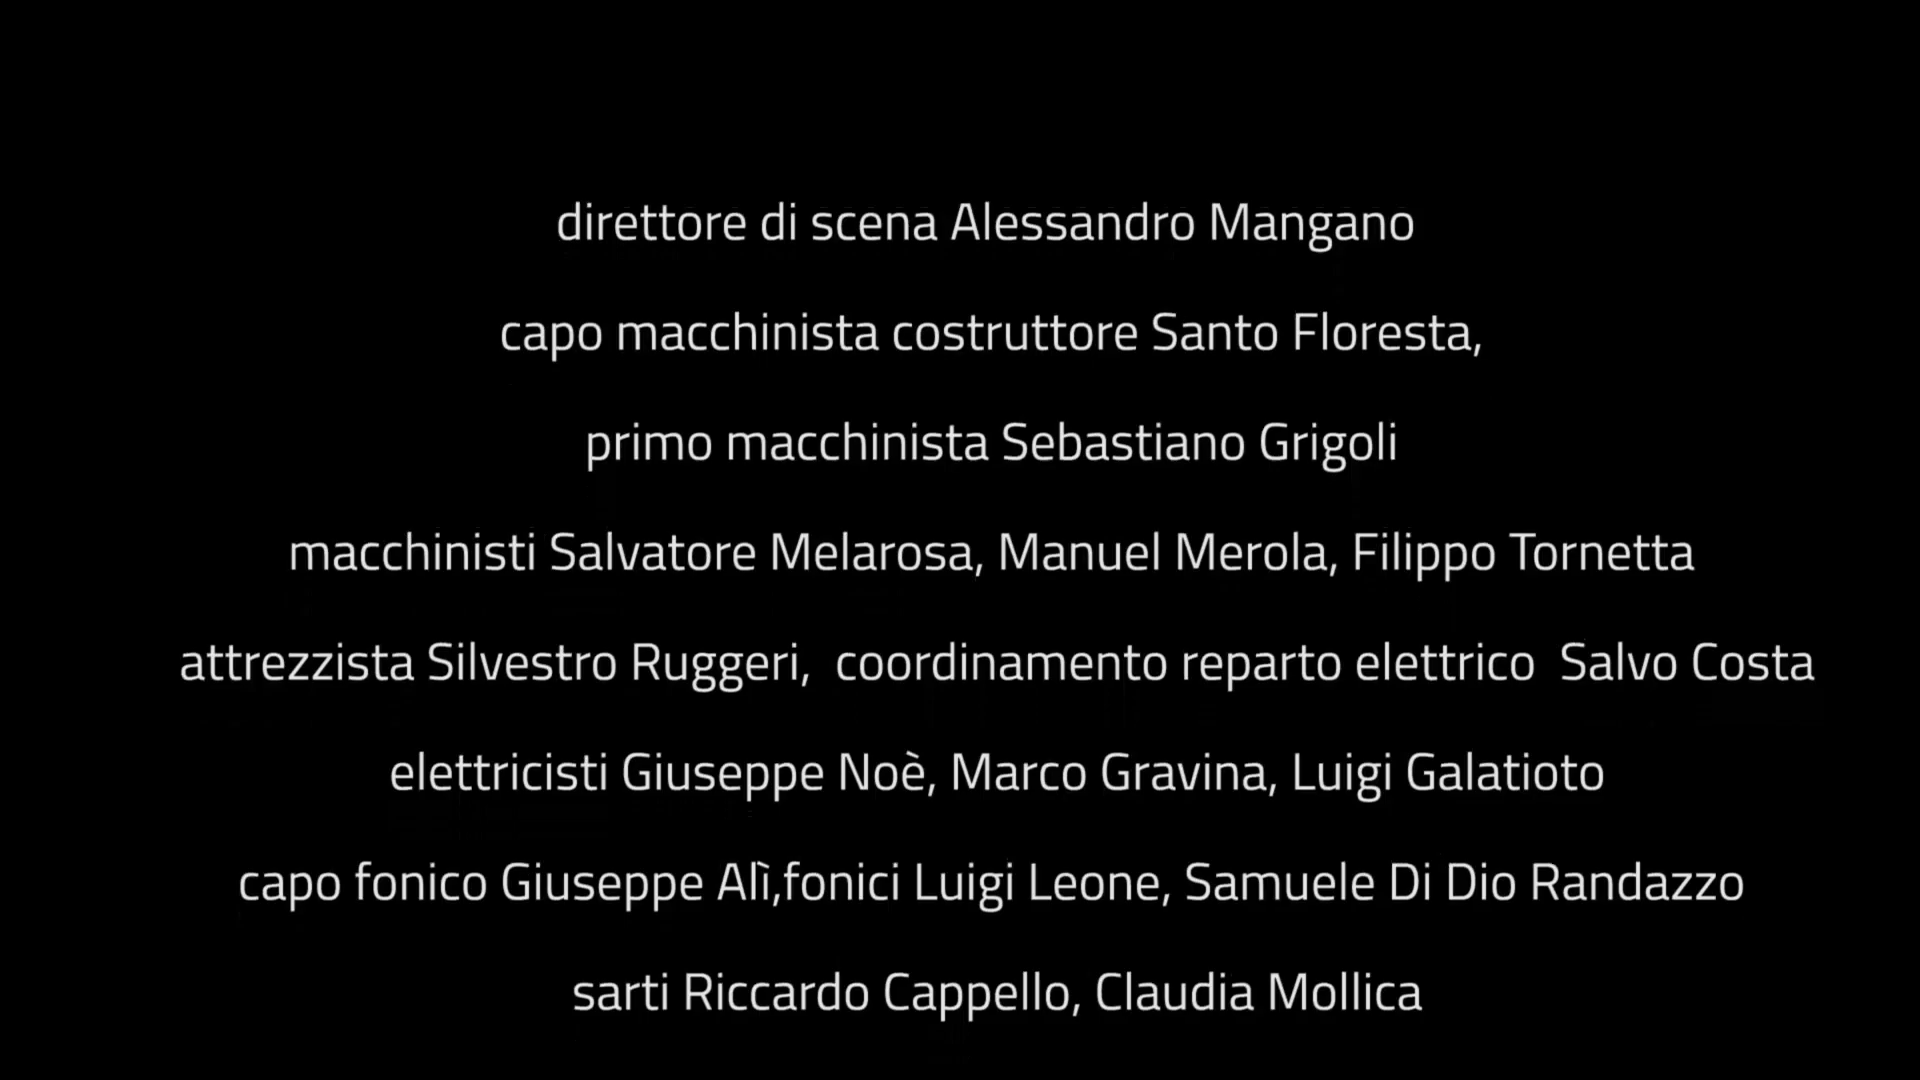 direttore di scena Alessandro Mangano
capo macchinista costruttore Santo Floresta,
primo macchinista Sebastiano Grigoli
macchinisti Salvatore Melarosa, Manuel Merola, Filippo Tornetta
attrezzista Silvestro Ruggeri,  coordinamento reparto elettrico  Salvo Costa
elettricisti Giuseppe Noè, Marco Gravina, Luigi Galatioto
capo fonico Giuseppe Alì,fonici Luigi Leone, Samuele Di Dio Randazzo
sarti Riccardo Cappello, Claudia Mollica